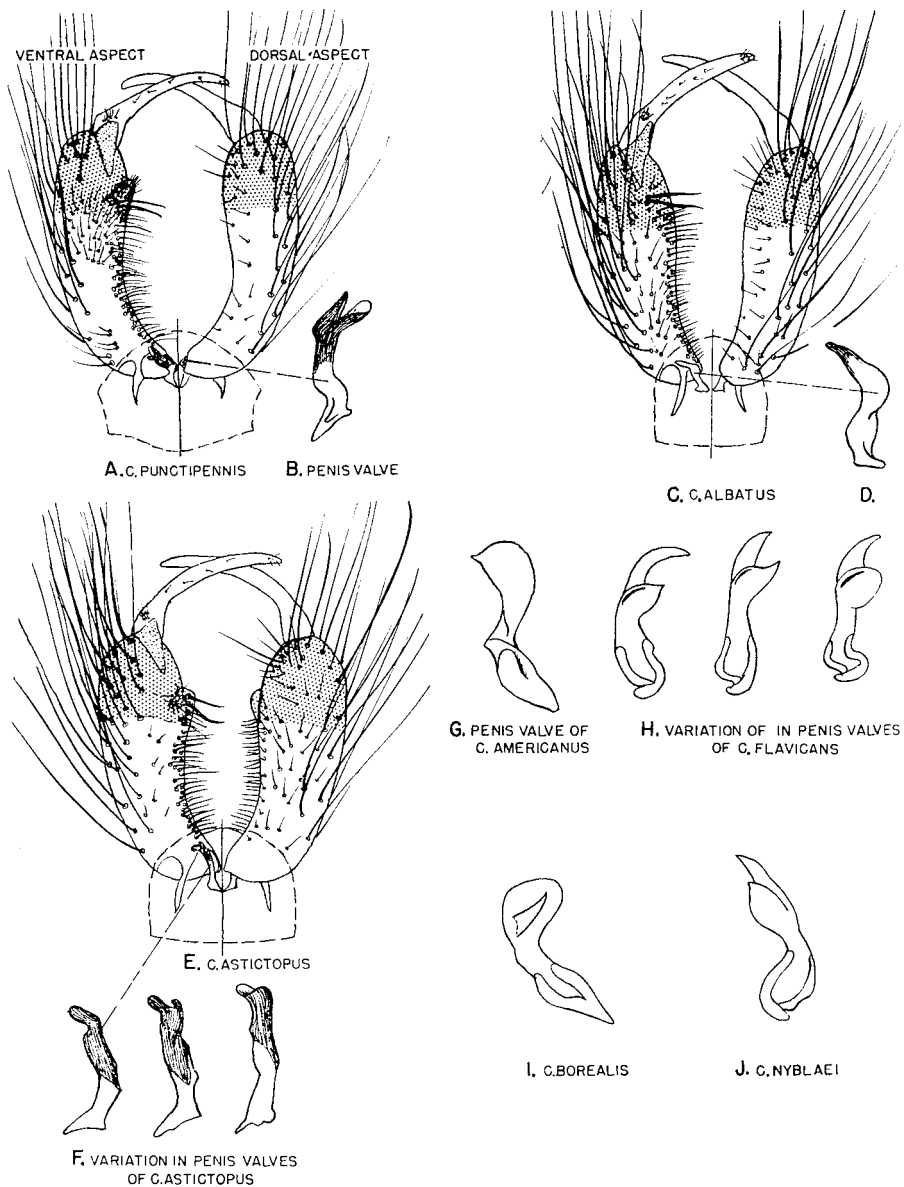 VENTRAL ASPECT
DORSAL ASPECT
A. C. PUNCTIPENNIS
B. PENIS VALVE
C. C. ALBATUS
D.
G. PENIS VALVE OF
C. AMERICANUS
H. VARIATION OF IN PENIS VALVES
OF C. FLAVICANS
E. C. ASTICTOPUS
I. C. BOREALIS
J. C. NYBLAEI
F. VARIATION IN PENIS VALVES
OF C. ASTICTOPUS